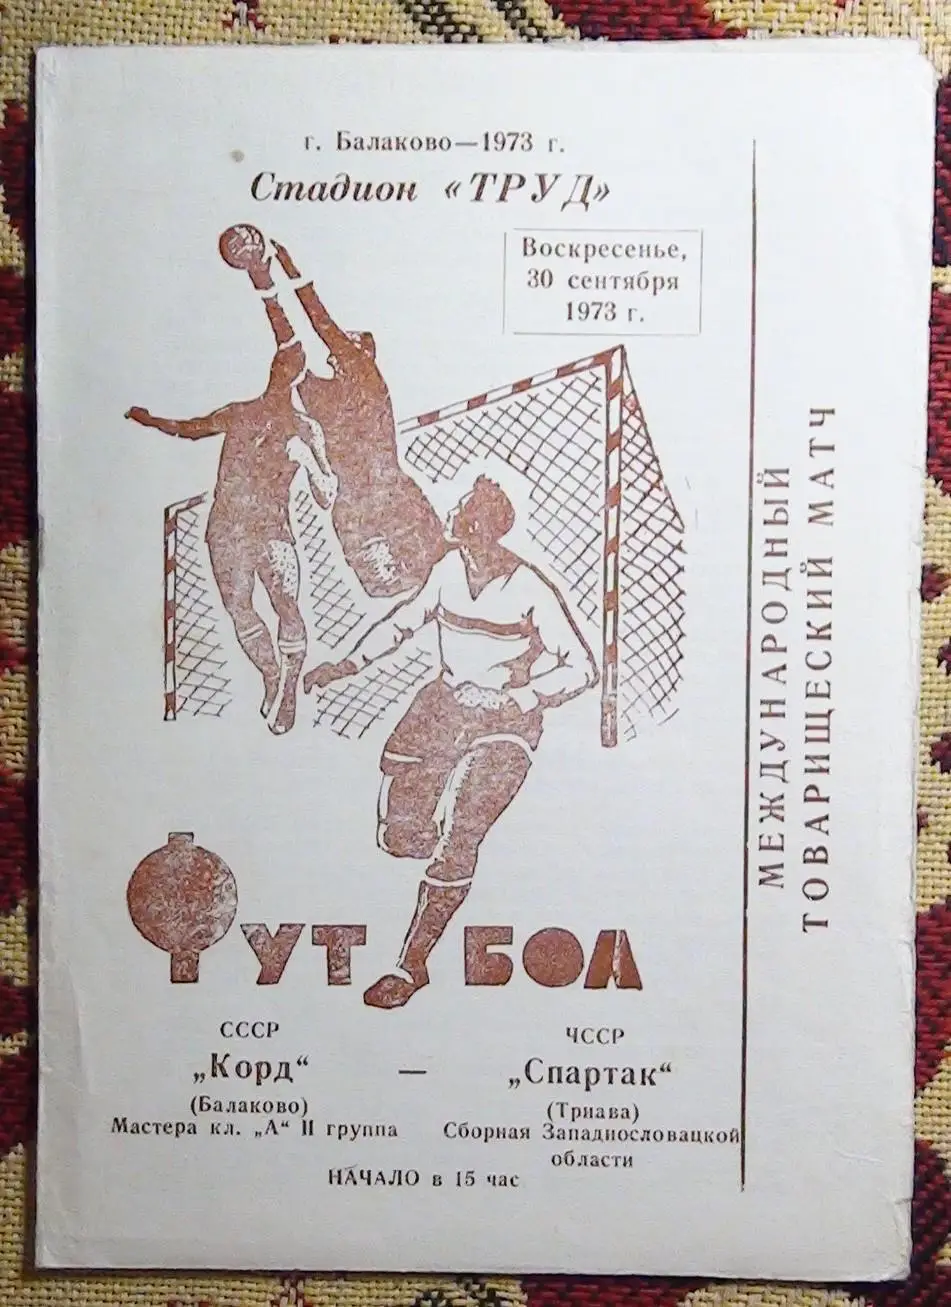 г. Балаково—1973 г.
Стадион «ТРУД»
Воскресенье,
30 сентября
1973 г.
МЕЖДУНАРОДНЫЙ
ТОВАРИЩЕСКИЙ МАТЧ
ФУТБОЛ
СССР
„Корд“
(Балаково)
Мастера кл. „А“ II группа
—
ЧССР
„Спартак“
(Триава)
Сборная Западнословацкой
области
НАЧАЛО в 15 час